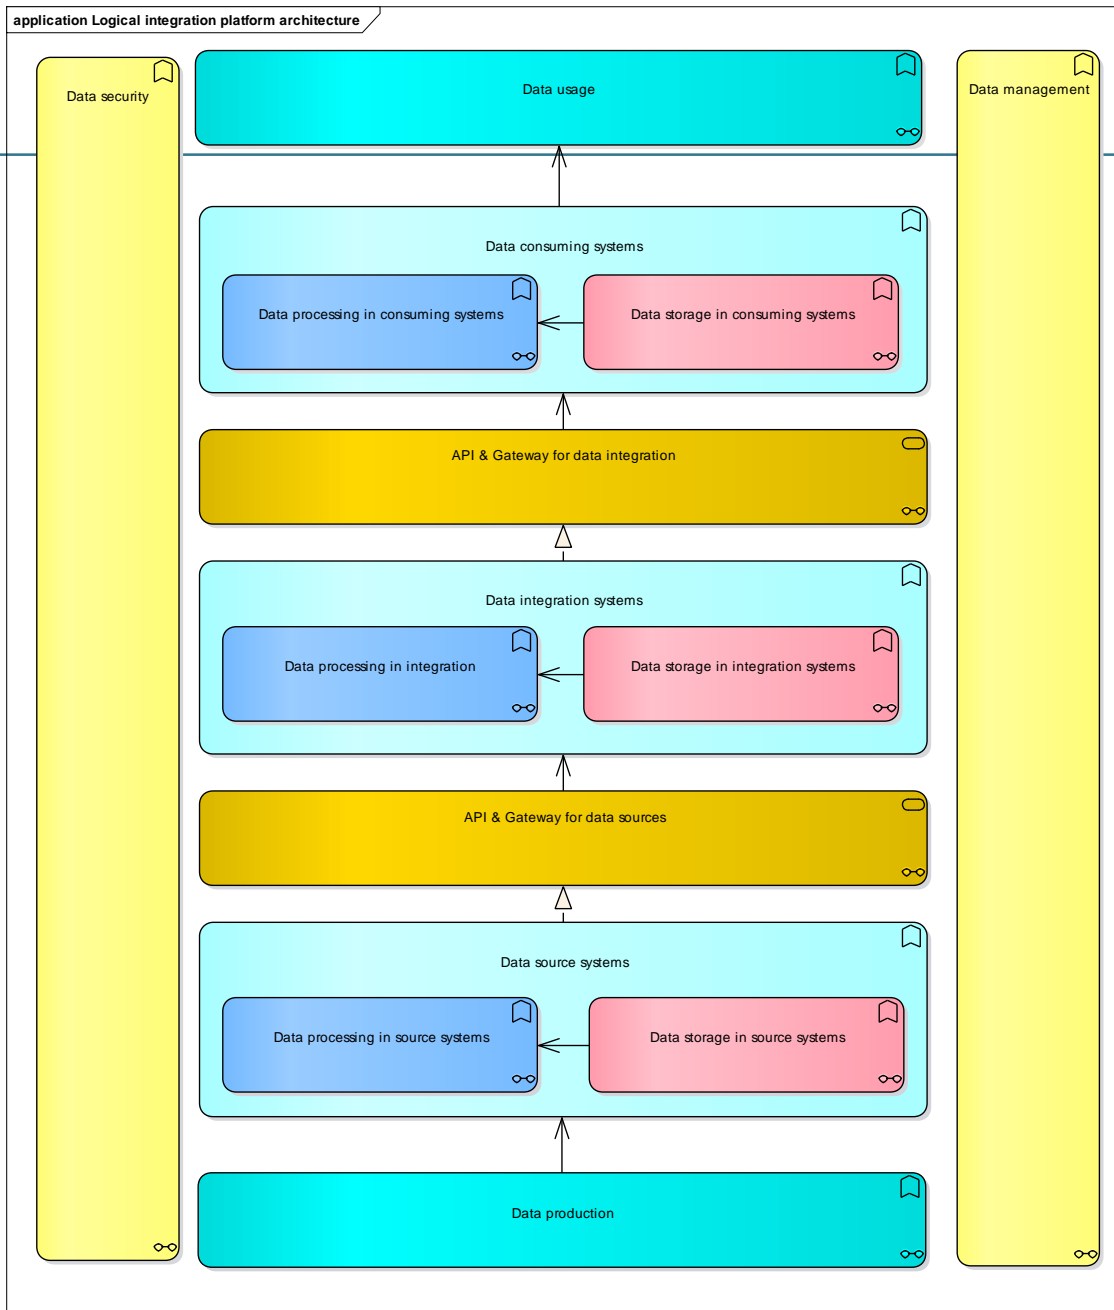 application Logical integration platform architecture
Data security
Data usage
Data management
Data consuming systems
Data processing in consuming systems
Data storage in consuming systems
API & Gateway for data integration
Data integration systems
Data processing in integration
Data storage in integration systems
API & Gateway for data sources
Data source systems
Data processing in source systems
Data storage in source systems
Data production